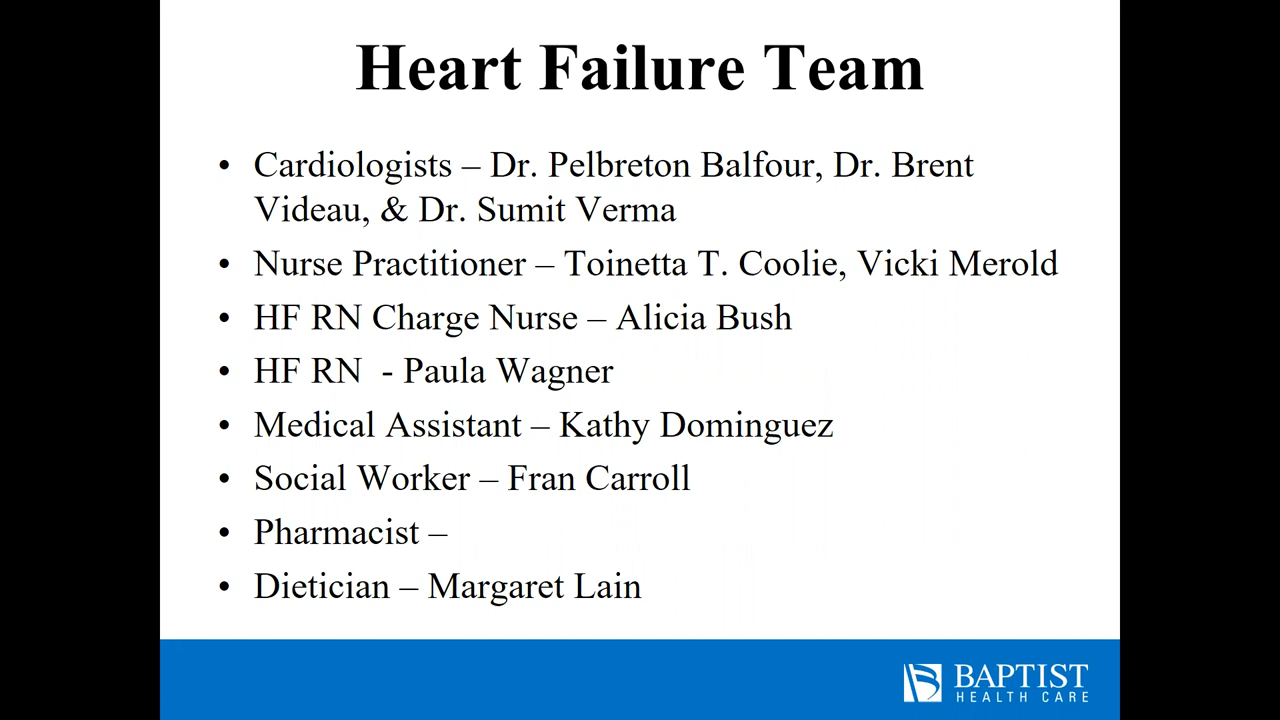 Heart Failure Team
• Cardiologists – Dr. Pelbreton Balfour, Dr. Brent
Videau, & Dr. Sumit Verma
• Nurse Practitioner – Toinetta T. Coolie, Vicki Merold
• HF RN Charge Nurse – Alicia Bush
• HF RN  - Paula Wagner
• Medical Assistant – Kathy Dominguez
• Social Worker – Fran Carroll
• Pharmacist –
• Dietician – Margaret Lain
BAPTIST
HEALTH CARE